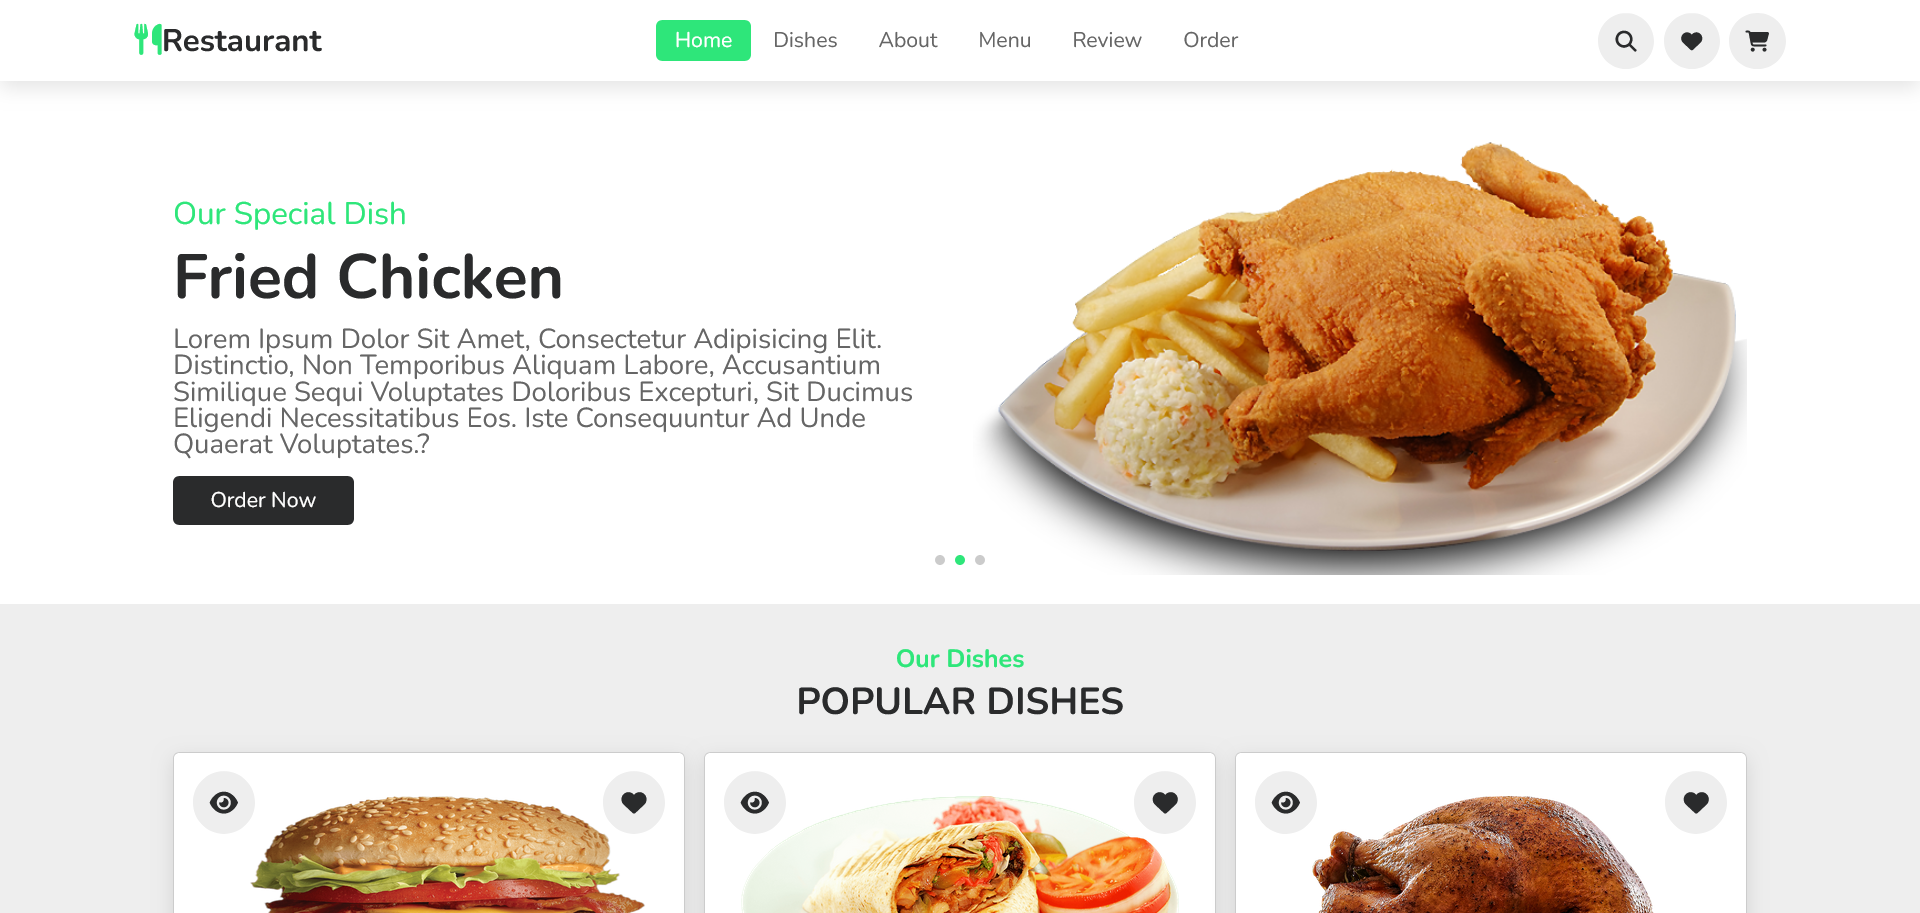 Restaurant
Home
Dishes
About
Menu
Review
Order
Our Special Dish
Fried Chicken
Lorem Ipsum Dolor Sit Amet, Consectetur Adipisicing Elit.
Distinctio, Non Temporibus Aliquam Labore, Accusantium
Similique Sequi Voluptates Doloribus Excepturi, Sit Ducimus
Eligendi Necessitatibus Eos. Iste Consequuntur Ad Unde
Quaerat Voluptates.?
Order Now
Our Dishes
POPULAR DISHES